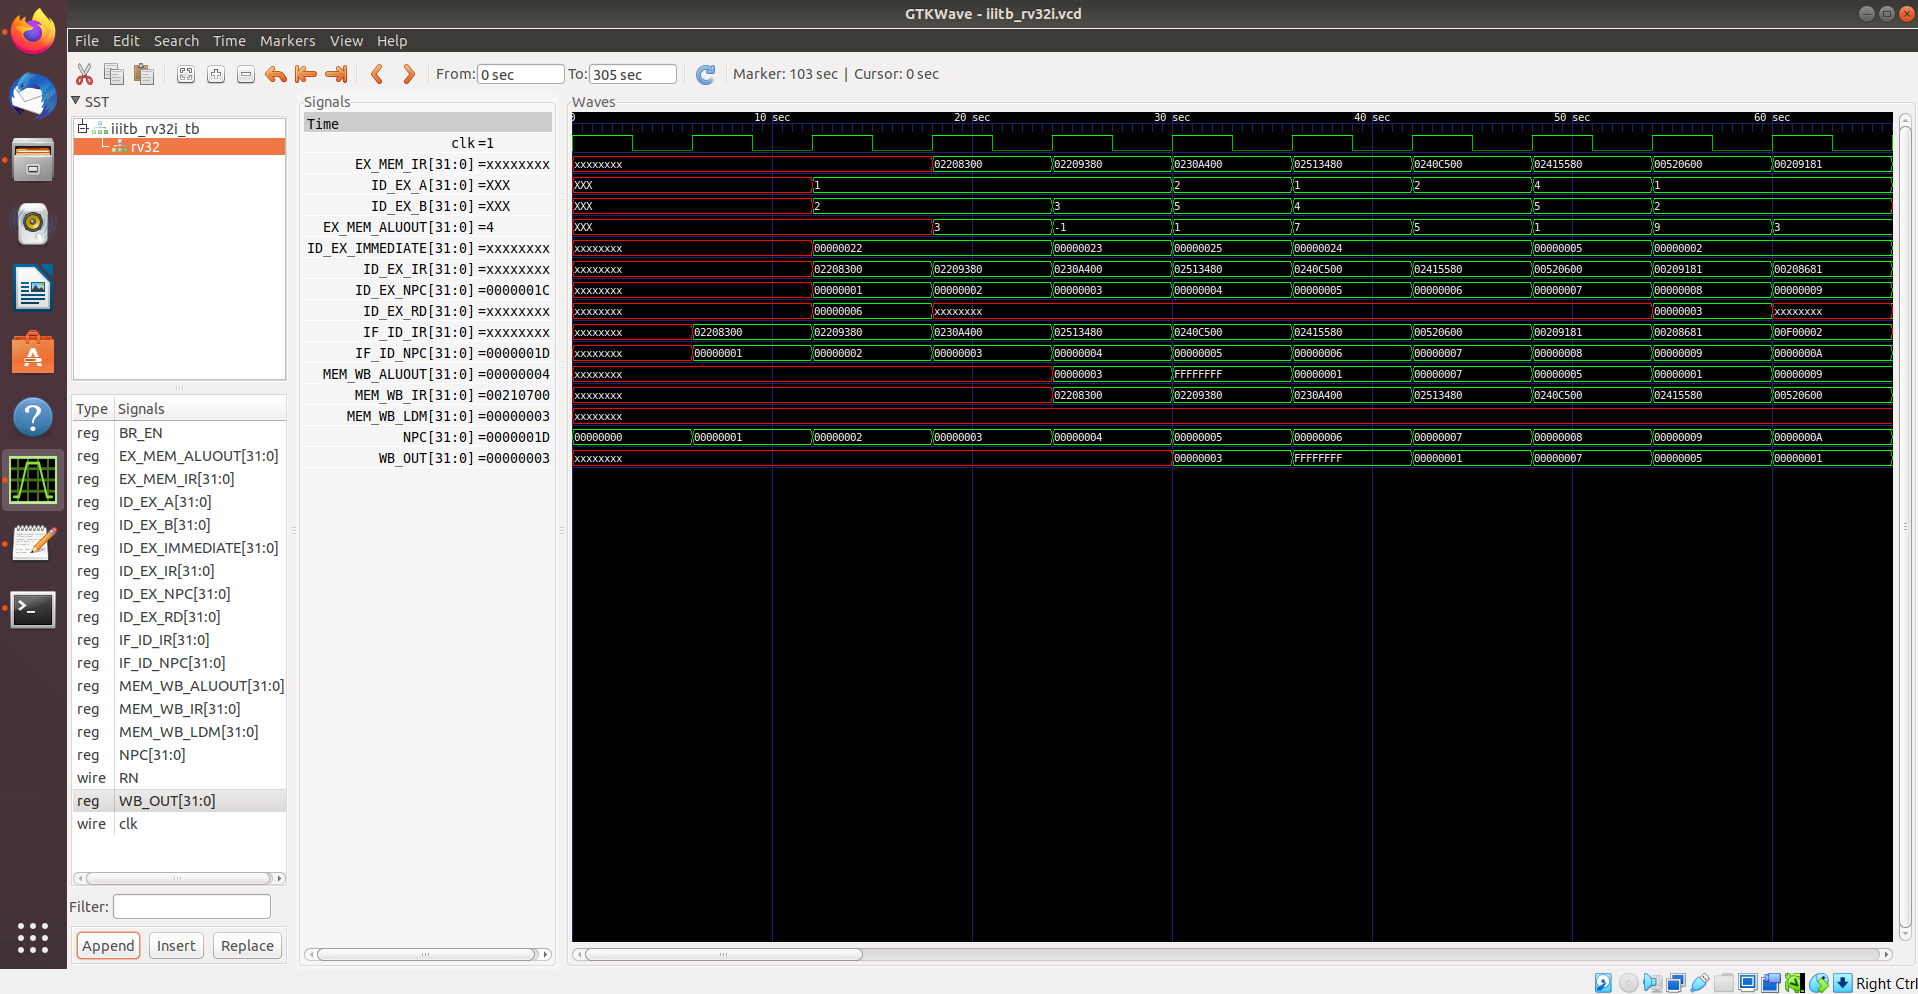 GTKWave - iiitb_rv32i.vcd
File Edit Search Time Markers View Help
From: 0 sec To: 305 sec Marker: 103 sec | Cursor: 0 sec
SST
iiitb_rv32i_tb
rv32
Type Signals
reg BR_EN
reg EX_MEM_ALUOUT[31:0]
reg EX_MEM_IR[31:0]
reg ID_EX_A[31:0]
reg ID_EX_B[31:0]
reg ID_EX_IMMEDIATE[31:0]
reg ID_EX_IR[31:0]
reg ID_EX_NPC[31:0]
reg ID_EX_RD[31:0]
reg IF_ID_IR[31:0]
reg IF_ID_NPC[31:0]
reg MEM_WB_ALUOUT[31:0]
reg MEM_WB_IR[31:0]
reg MEM_WB_LDM[31:0]
reg NPC[31:0]
wire RN
reg WB_OUT[31:0]
wire clk
Filter:
Append Insert Replace
Signals
Time
clk =1
EX_MEM_IR[31:0] =xxxxxxxx
ID_EX_A[31:0] =XXX
ID_EX_B[31:0] =XXX
EX_MEM_ALUOUT[31:0] =4
ID_EX_IMMEDIATE[31:0] =xxxxxxxx
ID_EX_IR[31:0] =xxxxxxxx
ID_EX_NPC[31:0] =0000001C
ID_EX_RD[31:0] =xxxxxxxx
IF_ID_IR[31:0] =xxxxxxxx
IF_ID_NPC[31:0] =0000001D
MEM_WB_ALUOUT[31:0] =00000004
MEM_WB_IR[31:0] =00210700
MEM_WB_LDM[31:0] =00000003
NPC[31:0] =0000001D
WB_OUT[31:0] =00000003
Waves
0 10 sec 20 sec 30 sec 40 sec 50 sec 60 sec
xxxxxxxx 02208300 02209380 0230A400 02513480 0240C500 02415580 00520600 00209181
XXX 1 2 1 2 4 1
XXX 2 3 5 4 5 2
XXX 3 -1 1 7 5 1 9 3
xxxxxxxx 00000022 00000023 00000025 00000024 00000005 00000002
xxxxxxxx 02208300 02209380 0230A400 02513480 0240C500 02415580 00520600 00209181 00208681
xxxxxxxx 00000001 00000002 00000003 00000004 00000005 00000006 00000007 00000008 00000009
xxxxxxxx 00000006 xxxxxxxx 00000003 xxxxxxxx
xxxxxxxx 02208300 02209380 0230A400 02513480 0240C500 02415580 00520600 00209181 00208681 00F00002
xxxxxxxx 00000001 00000002 00000003 00000004 00000005 00000006 00000007 00000008 00000009 0000000A
xxxxxxxx 00000003 FFFFFFFF 00000001 00000007 00000005 00000001 00000009
xxxxxxxx 02208300 02209380 0230A400 02513480 0240C500 02415580 00520600
xxxxxxxx
00000000 00000001 00000002 00000003 00000004 00000005 00000006 00000007 00000008 00000009 0000000A
xxxxxxxx 00000003 FFFFFFFF 00000001 00000007 00000005 00000001
Right Ctrl